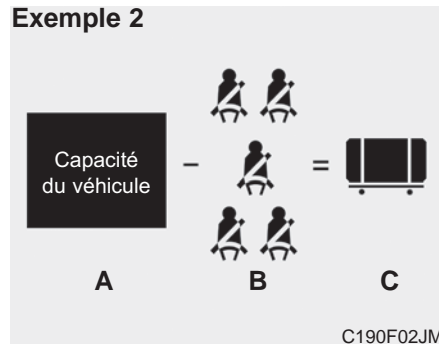 Exemple 2
Capacité
du véhicule
-
=
A
B
C
C190F02JM